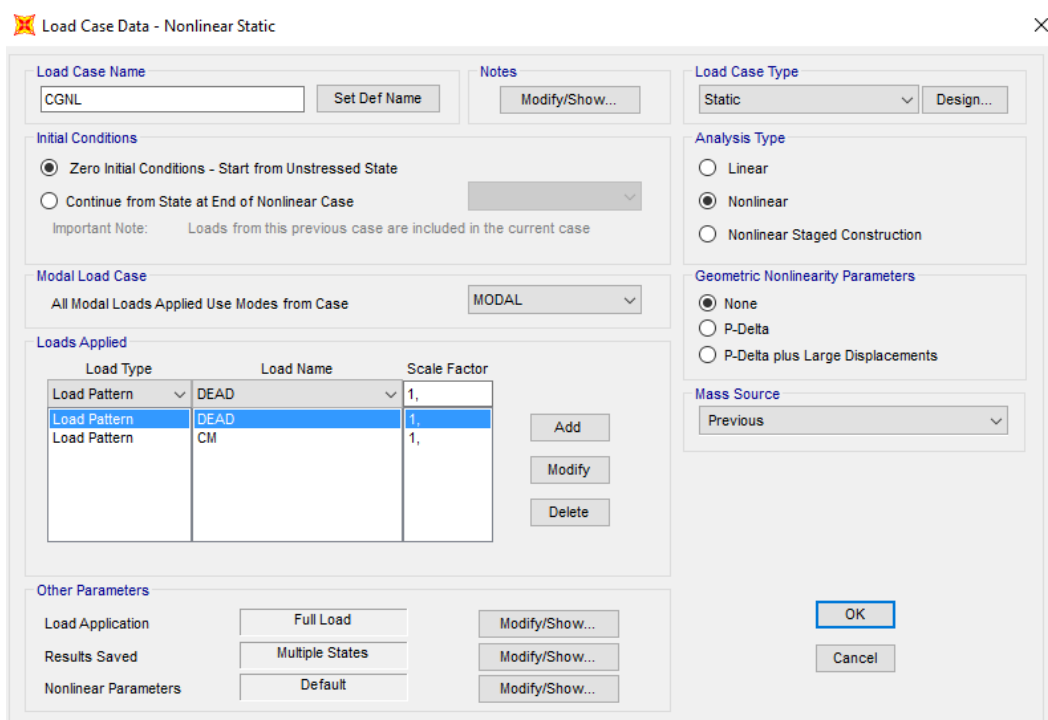 Load Case Data - Nonlinear Static
Load Case Name
CGNL
Set Def Name
Notes
Modify/Show...
Load Case Type
Static
Design...
Initial Conditions
Zero Initial Conditions - Start from Unstressed State
Continue from State at End of Nonlinear Case
Important Note: Loads from this previous case are included in the current case
Analysis Type
Linear
Nonlinear
Nonlinear Staged Construction
Modal Load Case
All Modal Loads Applied Use Modes from Case
MODAL
Geometric Nonlinearity Parameters
None
P-Delta
P-Delta plus Large Displacements
Loads Applied
Load Type Load Name Scale Factor
Load Pattern DEAD 1,
Load Pattern DEAD 1,
Load Pattern CM 1,
Add
Modify
Delete
Mass Source
Previous
Other Parameters
Load Application Full Load Modify/Show...
Results Saved Multiple States Modify/Show...
Nonlinear Parameters Default Modify/Show...
OK
Cancel